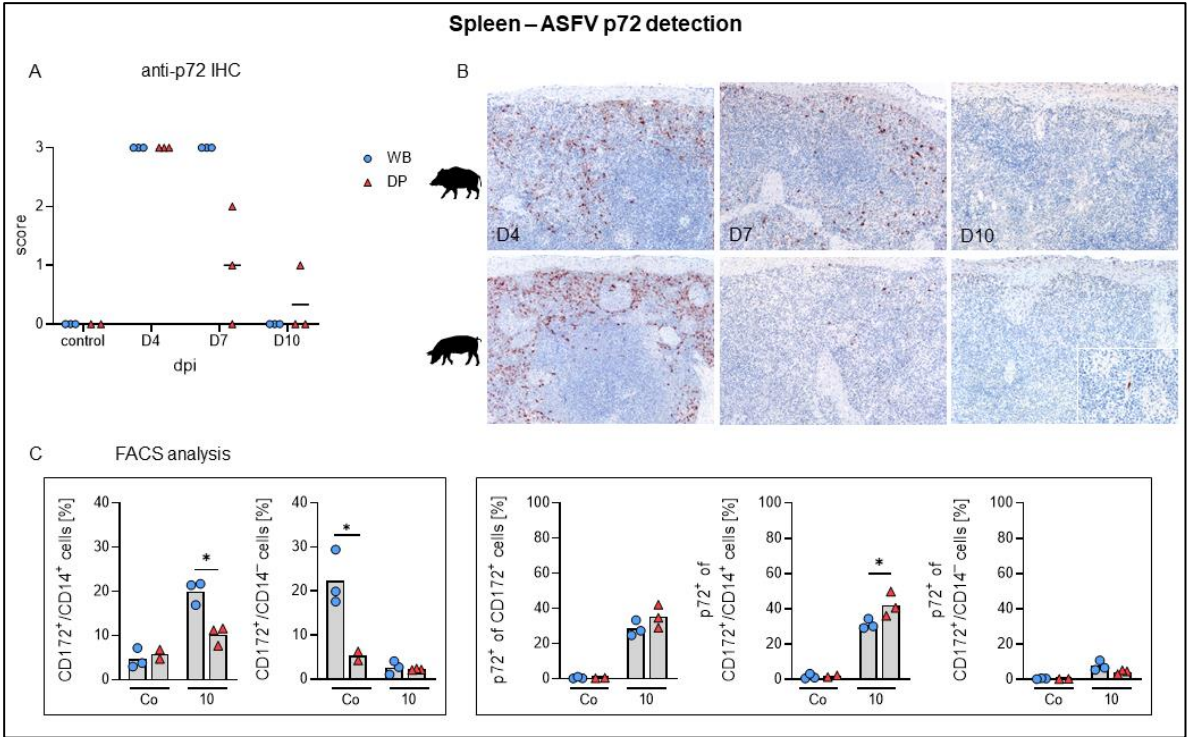 Spleen – ASFV p72 detection
A
anti-p72 IHC
score
3
2
1
0
control
D4
D7
D10
dpi
WB
DP
B
D4
D7
D10
C
FACS analysis
CD172⁺/CD14⁺ cells [%]
40
30
20
10
0
*
Co
10
CD172⁺/CD14⁻ cells [%]
40
30
20
10
0
*
Co
10
p72⁺ of CD172⁺ cells [%]
100
80
60
40
20
0
Co
10
p72⁺ of
CD172⁺/CD14⁺ cells [%]
100
80
60
40
20
0
*
Co
10
p72⁺ of
CD172⁺/CD14⁻ cells [%]
100
80
60
40
20
0
Co
10